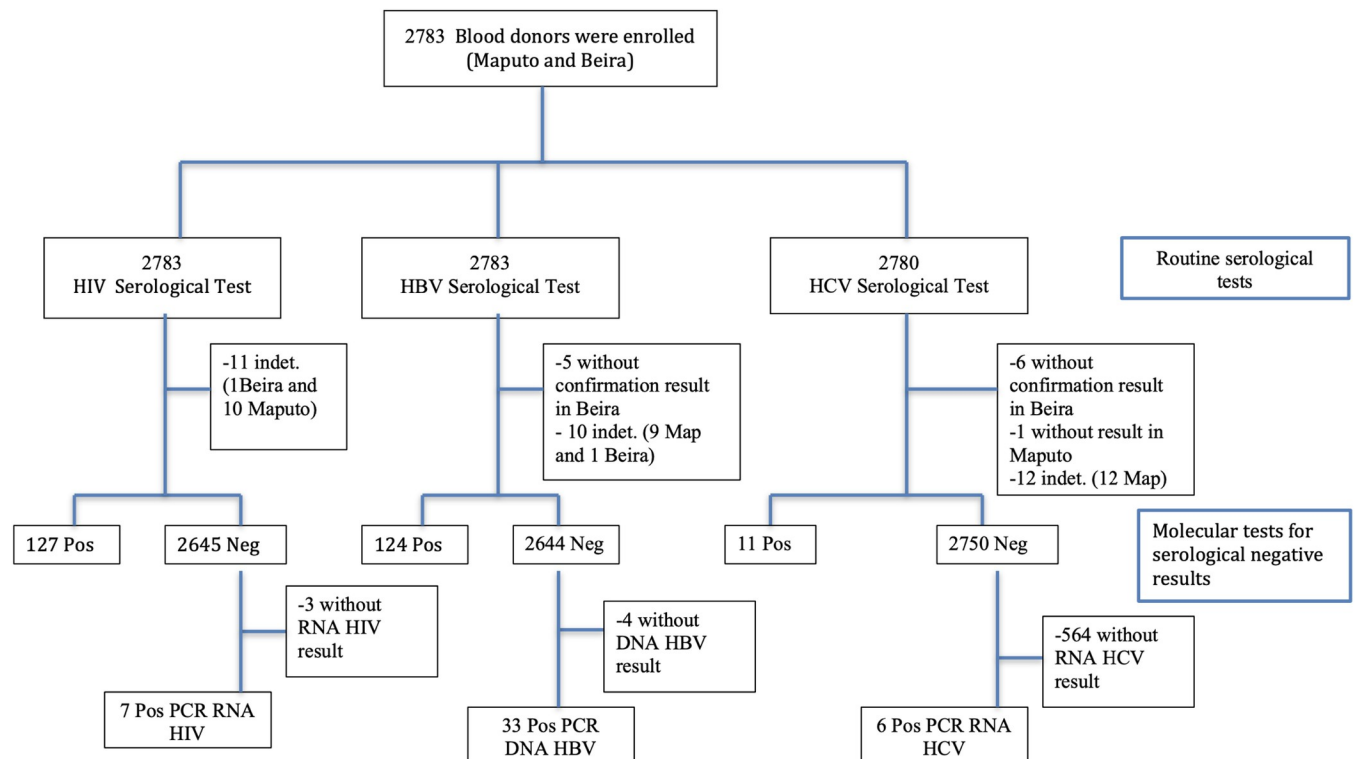 2783 Blood donors were enrolled
(Maputo and Beira)
2783
HIV Serological Test
2783
HBV Serological Test
2780
HCV Serological Test
Routine serological
tests
-11 indet.
(1Beira and
10 Maputo)
-5 without
confirmation result
in Beira
- 10 indet. (9 Map
and 1 Beira)
-6 without
confirmation result
in Beira
-1 without result in
Maputo
-12 indet. (12 Map)
127 Pos
2645 Neg
124 Pos
2644 Neg
11 Pos
2750 Neg
Molecular tests for
serological negative
results
-3 without
RNA HIV
result
-4 without
DNA HBV
result
-564 without
RNA HCV
result
7 Pos PCR RNA
HIV
33 Pos PCR
DNA HBV
6 Pos PCR RNA
HCV